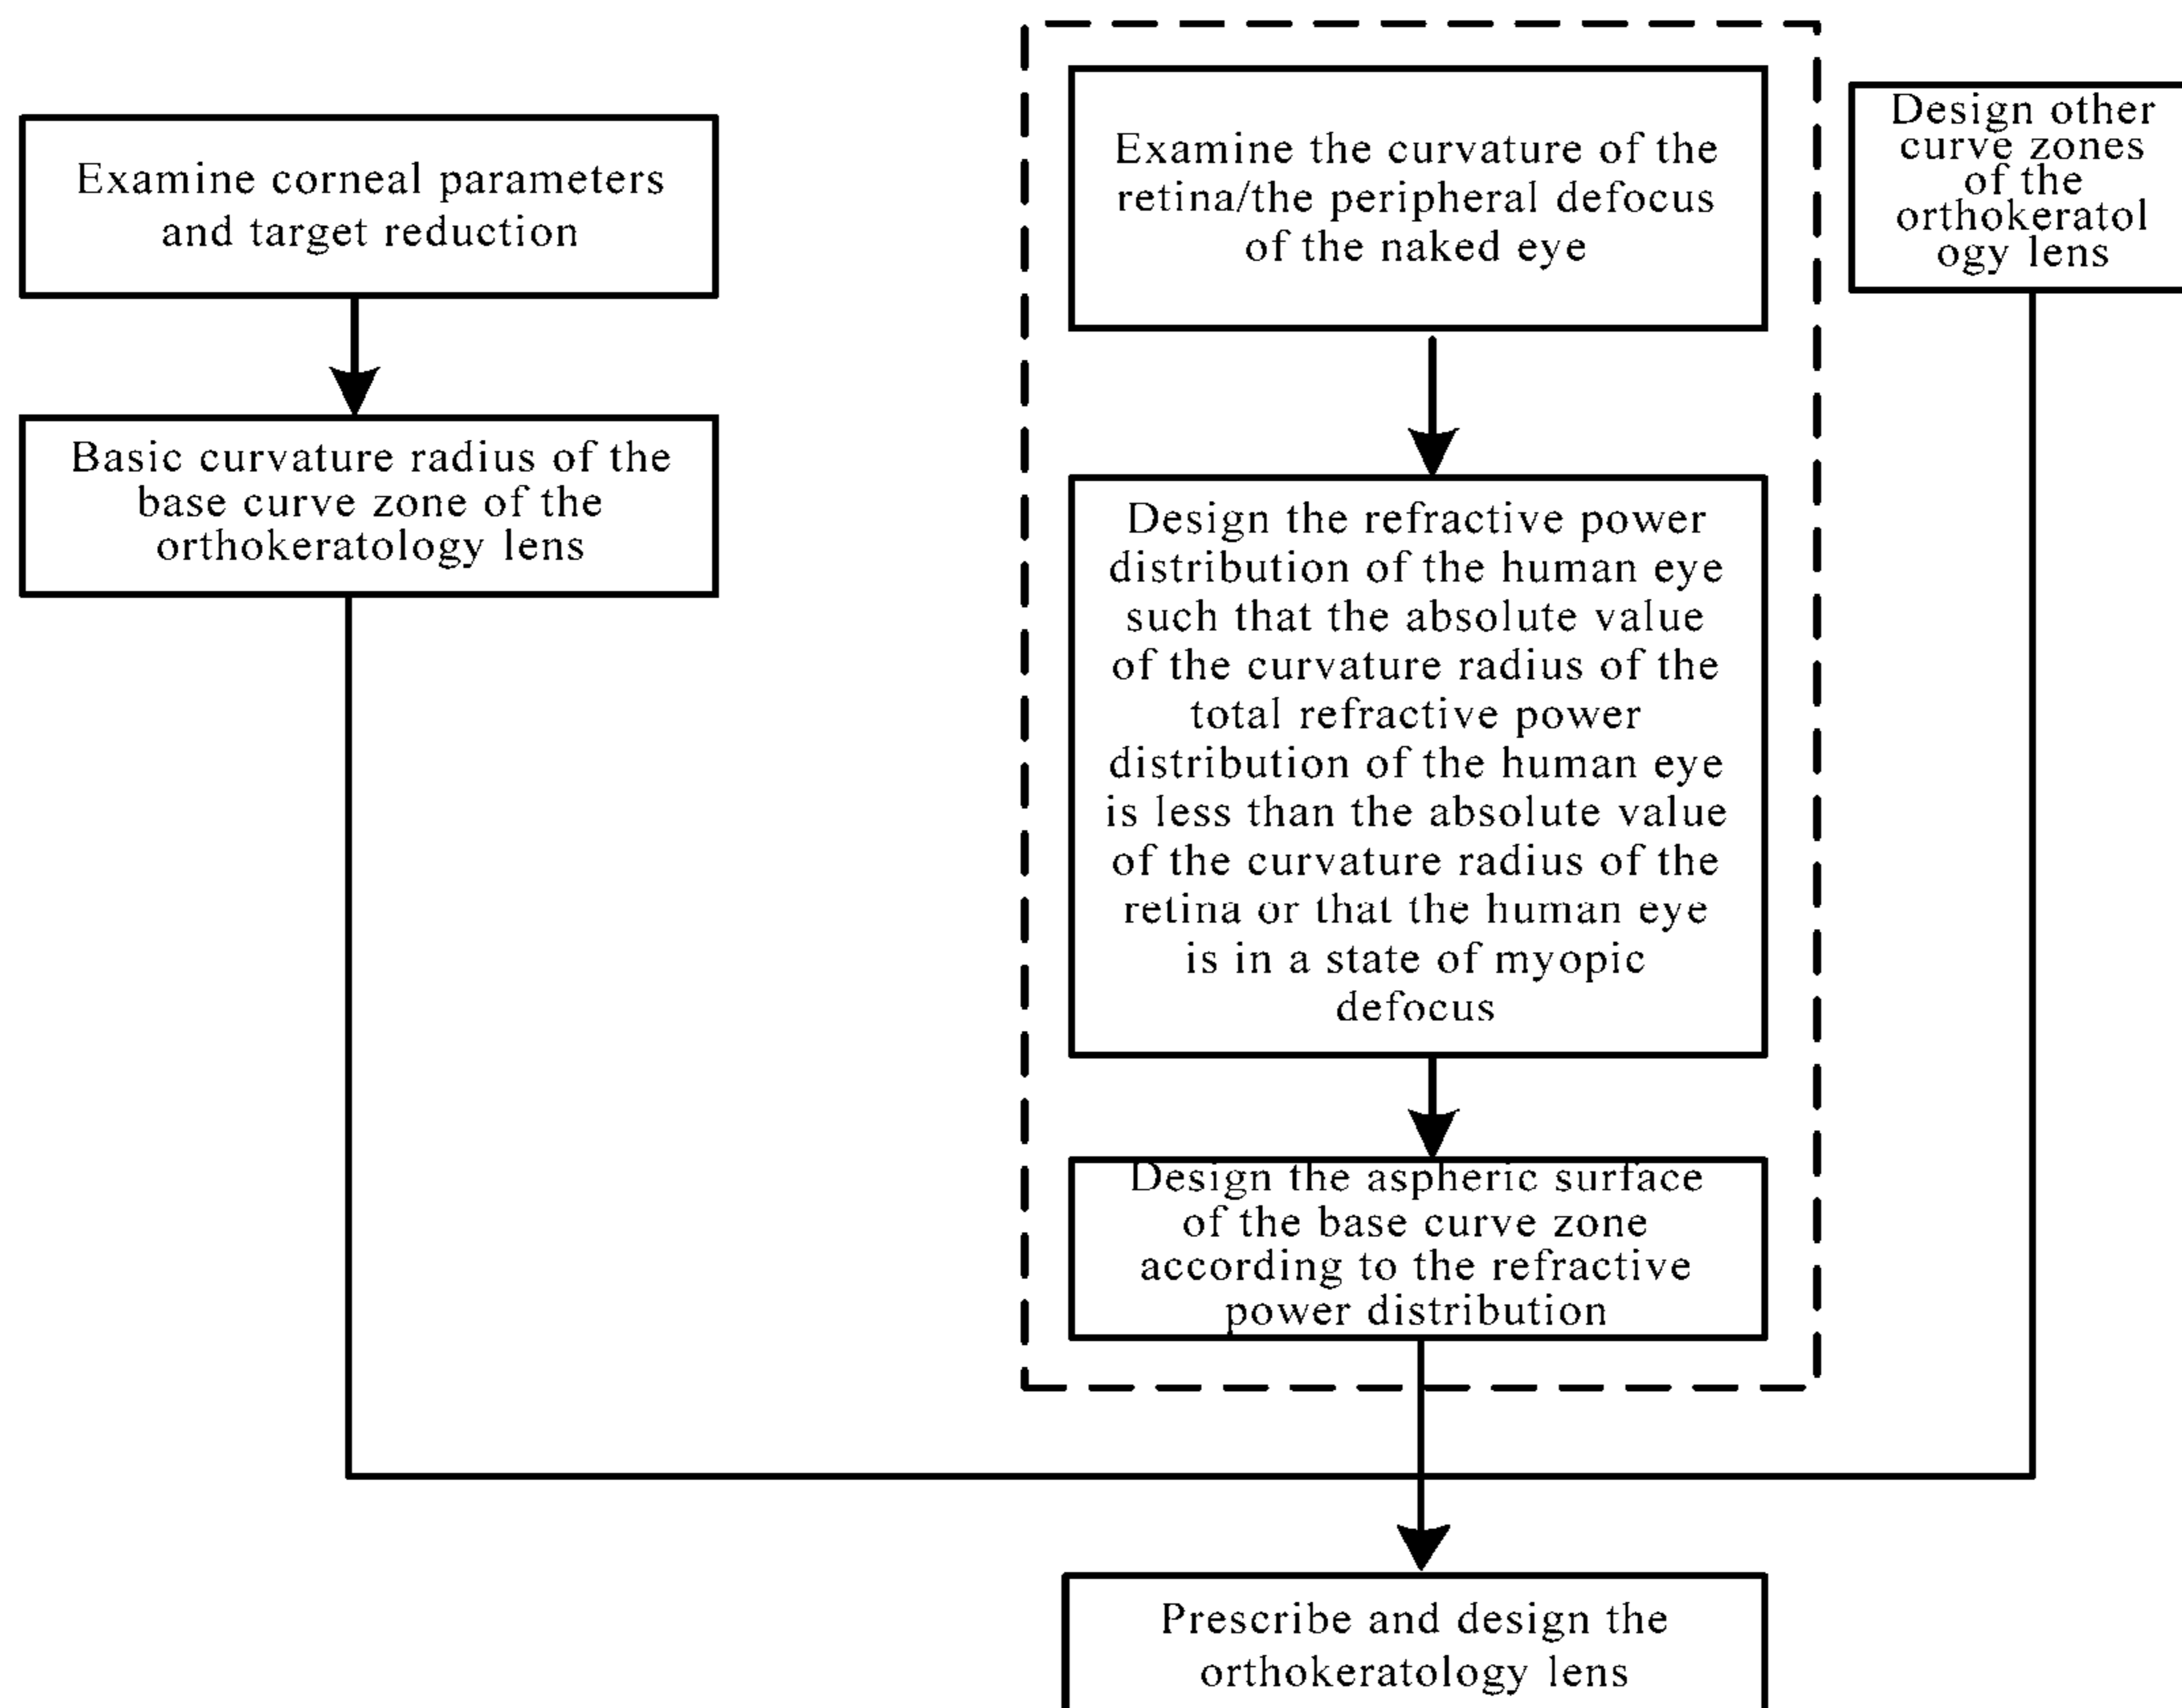 Examine corneal parameters
and target reduction
Basic curvature radius of the
base curve zone of the
orthokeratology lens
Examine the curvature of the
retina/the peripheral defocus
of the naked eye
Design the refractive power
distribution of the human eye
such that the absolute value
of the curvature radius of the
total refractive power
distribution of the human eye
is less than the absolute value
of the curvature radius of the
retina or that the human eye
is in a state of myopic
defocus
Design the aspheric surface
of the base curve zone
according to the refractive
power distribution
Design other
curve zones
of the
orthokeratol
ogy lens
Prescribe and design the
orthokeratology lens